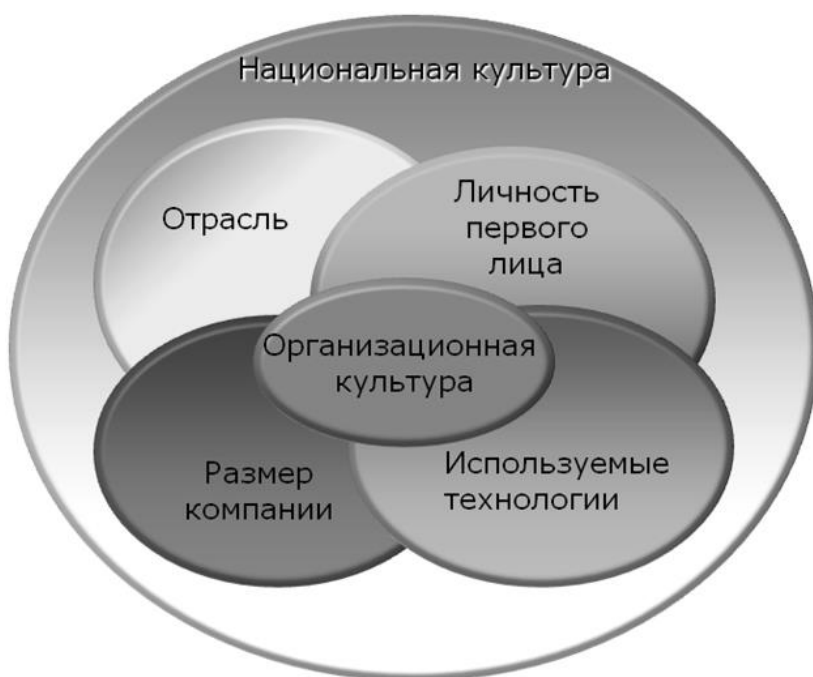 Национальная культура
Отрасль
Личность
первого
лица
Организационная
культура
Размер
компании
Используемые
технологии